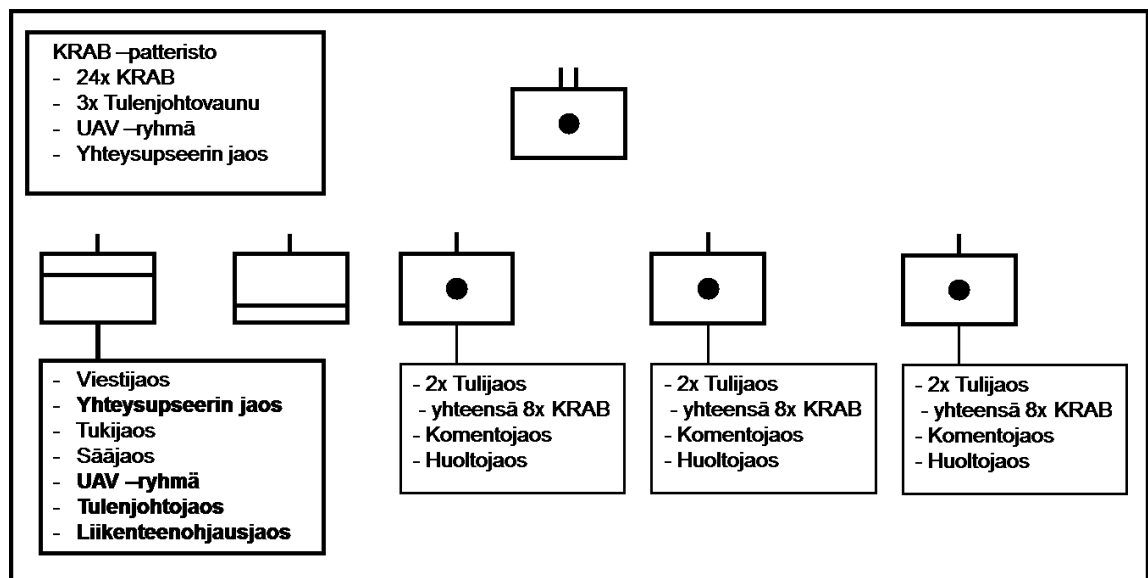 KRAB –patteristo
- 24x KRAB
- 3x Tulenjohtovaunu
- UAV –ryhmä
- Yhteysupseerin jaos
- Viestijaos
- Yhteysupseerin jaos
- Tukijaos
- Sääjaos
- UAV –ryhmä
- Tulenjohtojaos
- Liikenteenohjausjaos
- 2x Tulijaos
- yhteensä 8x KRAB
- Komentojaos
- Huoltojaos
- 2x Tulijaos
- yhteensä 8x KRAB
- Komentojaos
- Huoltojaos
- 2x Tulijaos
- yhteensä 8x KRAB
- Komentojaos
- Huoltojaos